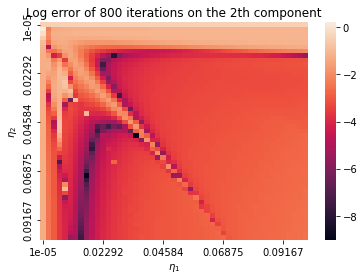 Log error of 800 iterations on the 2th component
1e-05
0.02292
0.04584
0.06875
0.09167
η2
1e-05 0.02292 0.04584 0.06875 0.09167
η1
0
−2
−4
−6
−8